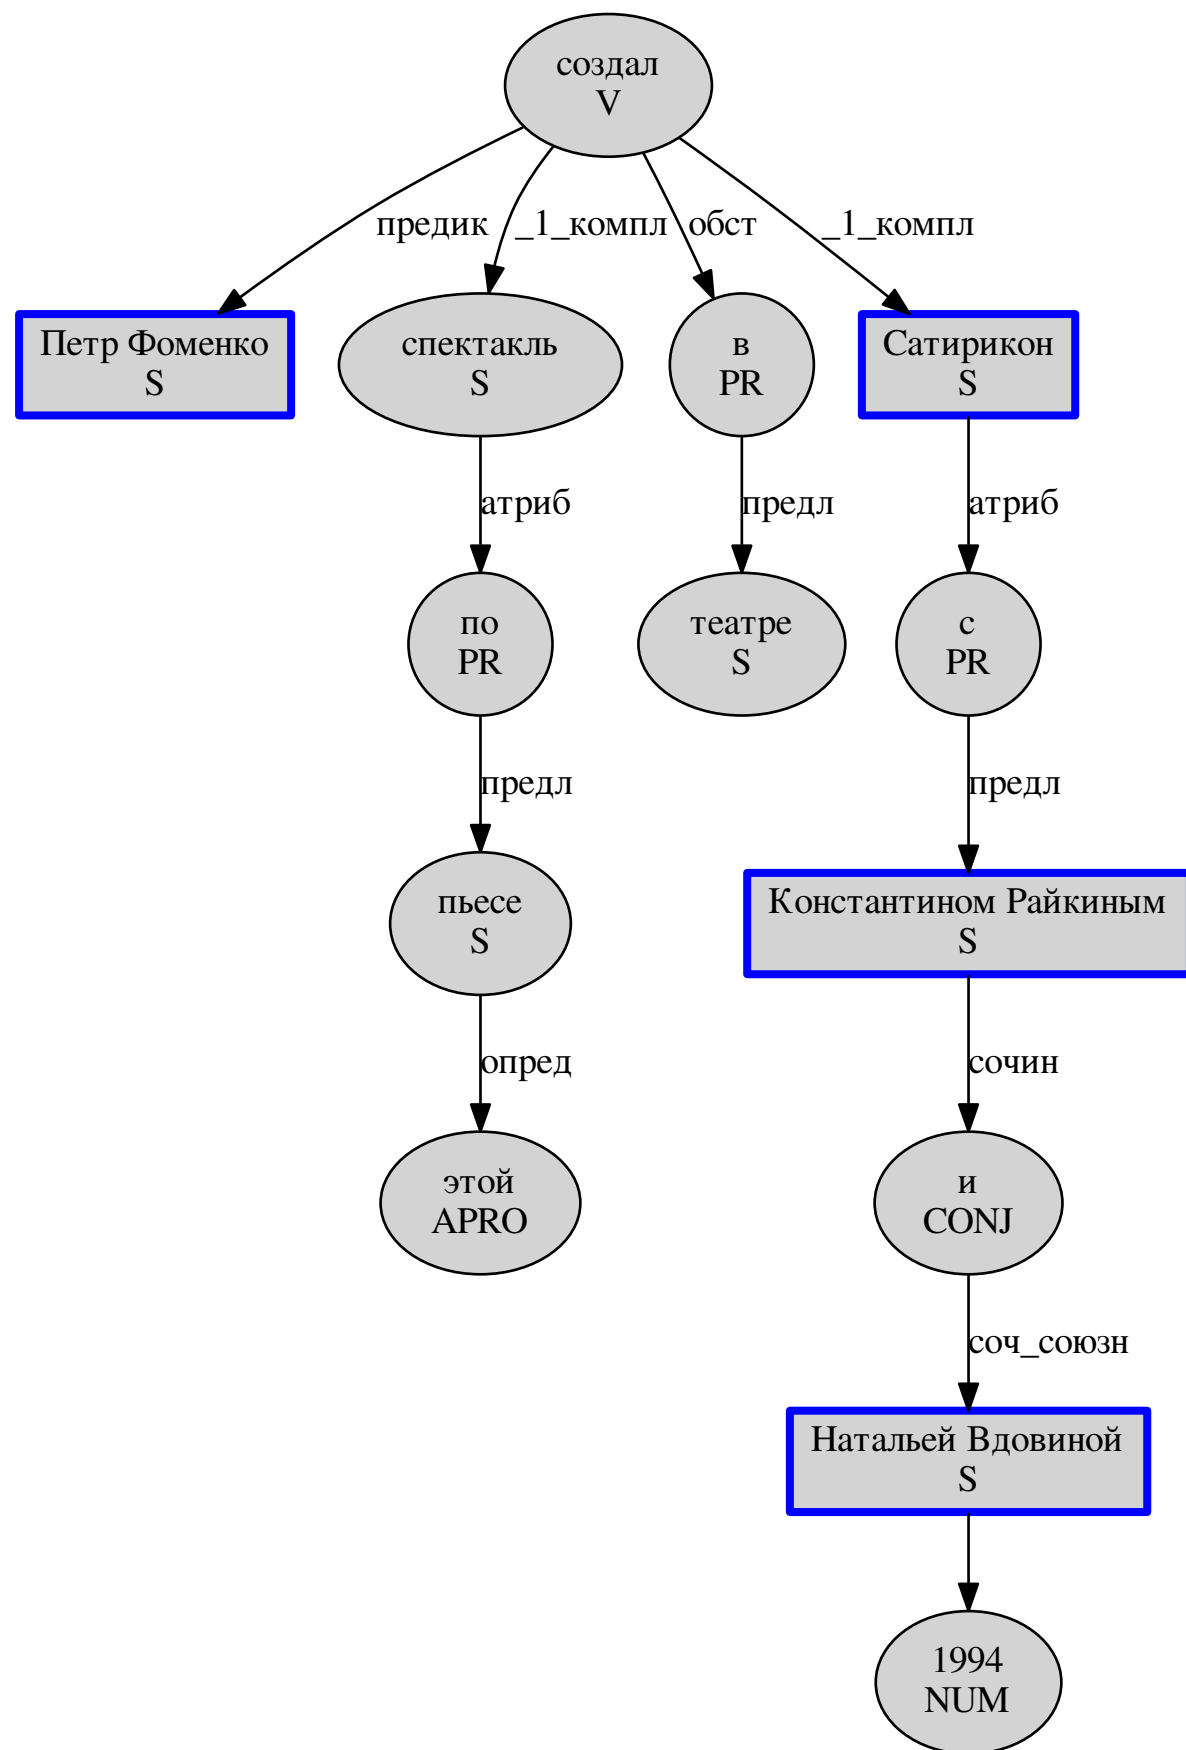 создал
V
предик
_1_компл
обст
_1_компл
Петр Фоменко
S
спектакль
S
в
PR
Сатирикон
S
атриб
предл
атриб
по
PR
театре
S
с
PR
предл
предл
пьесе
S
Константином Райкиным
S
опред
сочин
этой
APRO
и
CONJ
соч_союзн
Натальей Вдовиной
S
1994
NUM